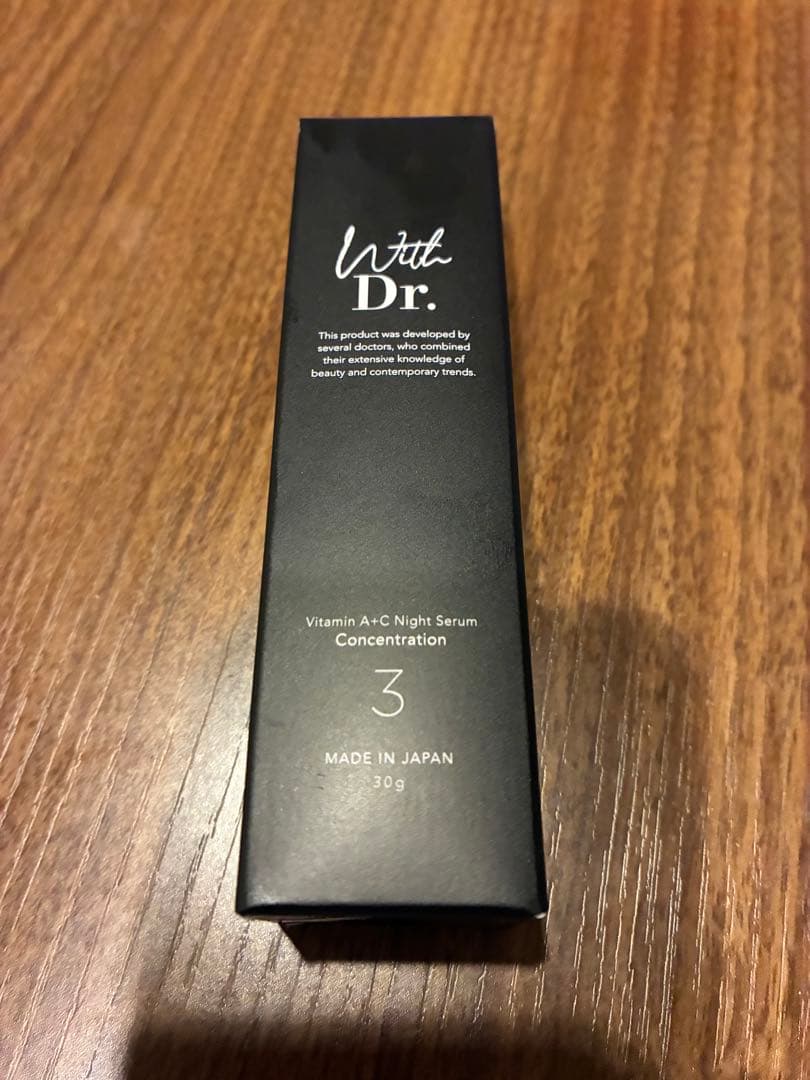 With
Dr.
This product was developed by
several doctors, who combined
their extensive knowledge of
beauty and contemporary trends.
Vitamin A+C Night Serum
Concentration
3
MADE IN JAPAN
30g